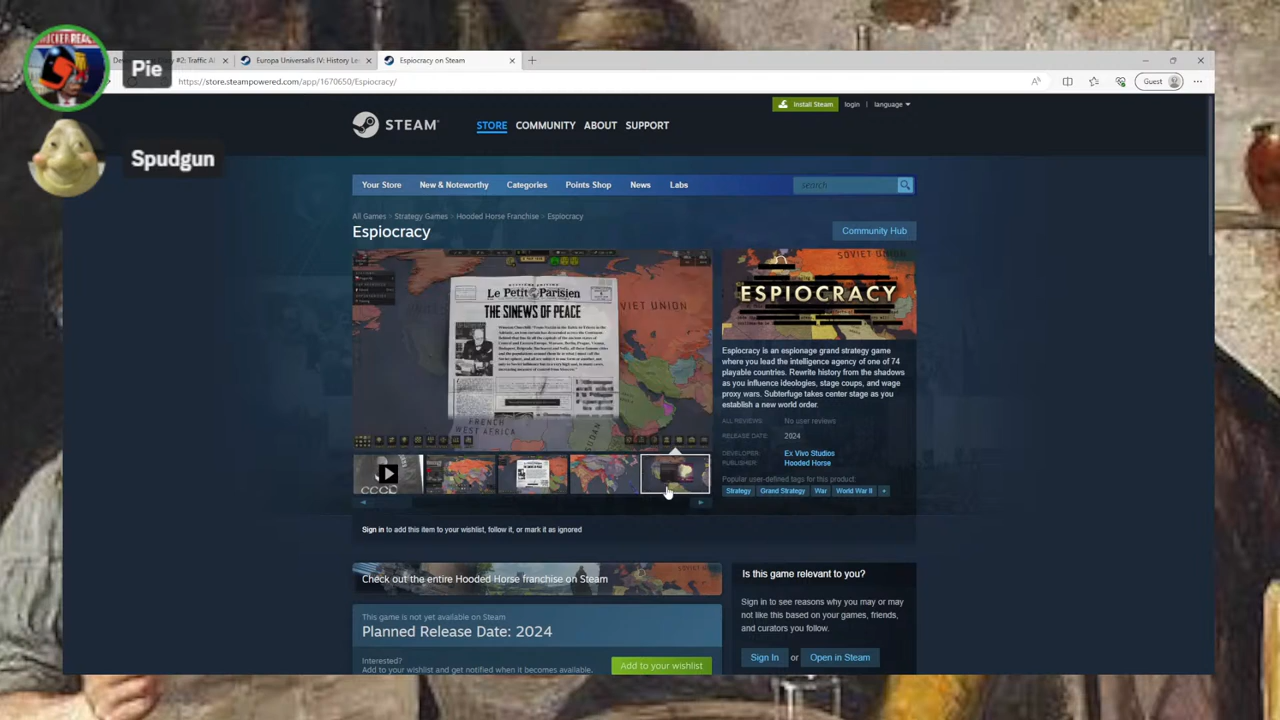 Pie
Spudgun
#2: Traffic A
Europa Universalis IV: History Le
Espiocracy on Steam
https://store.steampowered.com/app/1670650/Espiocracy/
Guest
Install Steam
login
language
STEAM
STORE
COMMUNITY
ABOUT
SUPPORT
Your Store
New & Noteworthy
Categories
Points Shop
News
Labs
search
All Games > Strategy Games > Hooded Horse Franchise > Espiocracy
Espiocracy
Community Hub
Le Petit Parisien
THE SINEWS OF PEACE
VIET UNION
FRENCH
WEST AFRICA
SUDAN
SOVIET UNION
ESPIOCRACY
Espiocracy is an espionage grand strategy game
where you lead the intelligence agency of one of 74
playable countries. Rewrite history from the shadows
as you influence ideologies, stage coups, and wage
proxy wars. Subterfuge takes center stage as you
establish a new world order.
ALL REVIEWS: No user reviews
RELEASE DATE: 2024
DEVELOPER: Ex Vivo Studios
PUBLISHER: Hooded Horse
Popular user-defined tags for this product:
Strategy
Grand Strategy
War
World War II
+
CCCP
Sign in to add this item to your wishlist, follow it, or mark it as ignored
Check out the entire Hooded Horse franchise on Steam
Is this game relevant to you?
Sign in to see reasons why you may or may
not like this based on your games, friends,
and curators you follow.
Sign In or Open in Steam
This game is not yet available on Steam
Planned Release Date: 2024
Interested?
Add to your wishlist and get notified when it becomes available.
Add to your wishlist